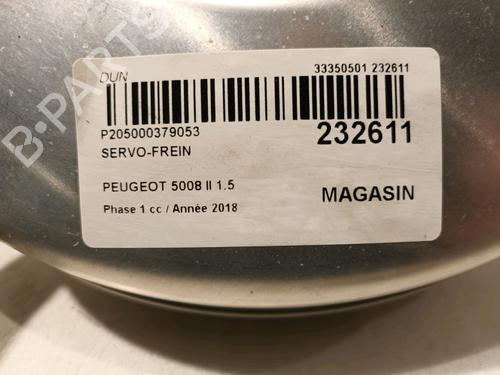 DUN
33350501 232611
P205000379053
232611
SERVO-FREIN
PEUGEOT 5008 II 1.5
MAGASIN
Phase 1 cc / Année 2018
B-PARTS